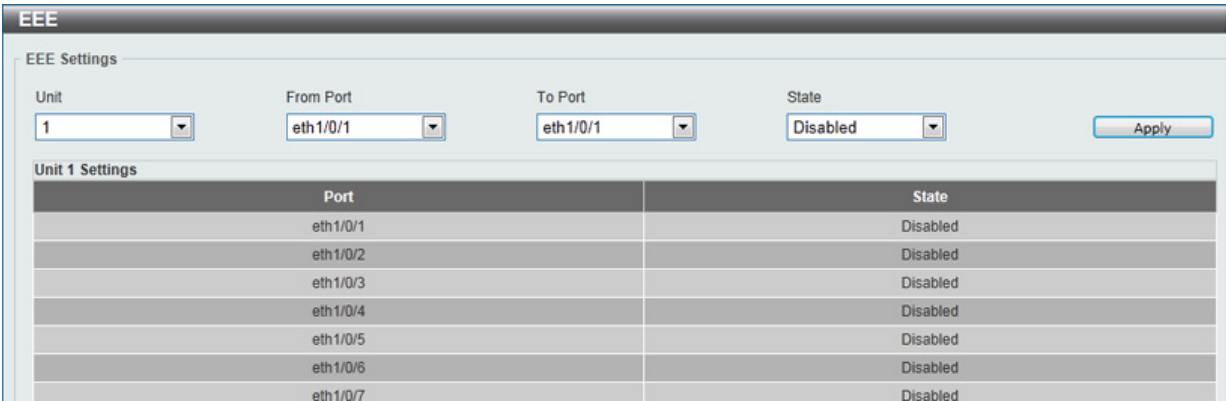 EEE
EEE Settings
Unit From Port To Port State
1 eth1/0/1 eth1/0/1 Disabled Apply
Unit 1 Settings
Port State
eth1/0/1 Disabled
eth1/0/2 Disabled
eth1/0/3 Disabled
eth1/0/4 Disabled
eth1/0/5 Disabled
eth1/0/6 Disabled
eth1/0/7 Disabled